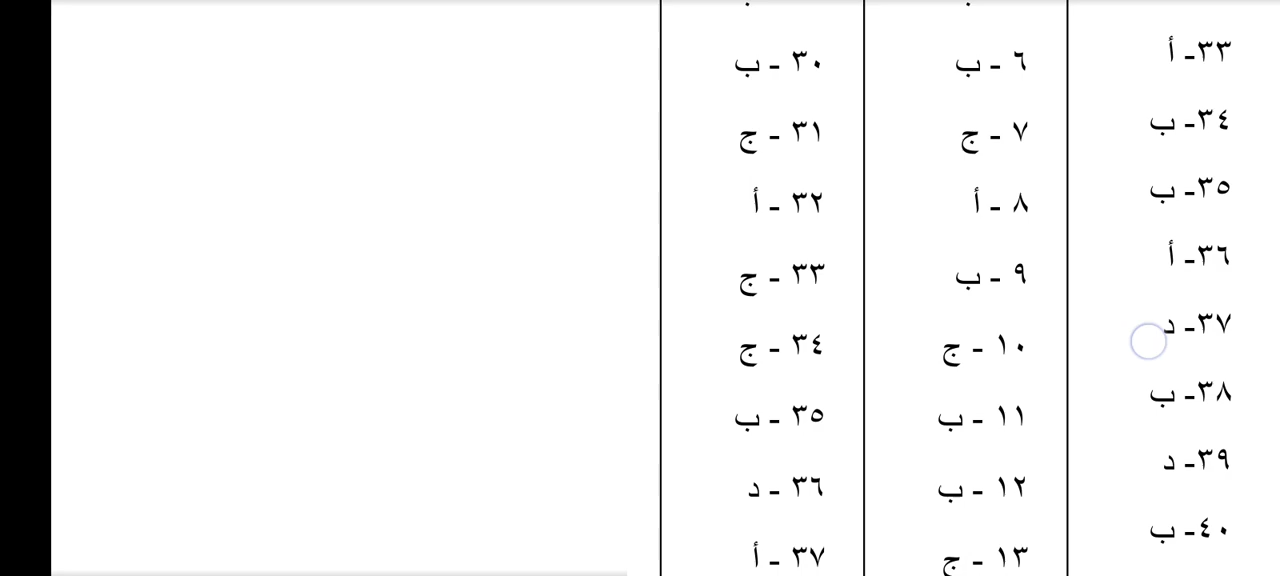 ٣٣- أ
٣٤- ب
٣٥- ب
٣٦- أ
٣٧- د
٣٨- ب
٣٩- د
٤٠- ب
٦ - ب
٧ - ج
٨ - أ
٩ - ب
١٠ - ج
١١ - ب
١٢ - ب
١٣ - ج
٣٠ - ب
٣١ - ج
٣٢ - أ
٣٣ - ج
٣٤ - ج
٣٥ - ب
٣٦ - د
٣٧ - أ